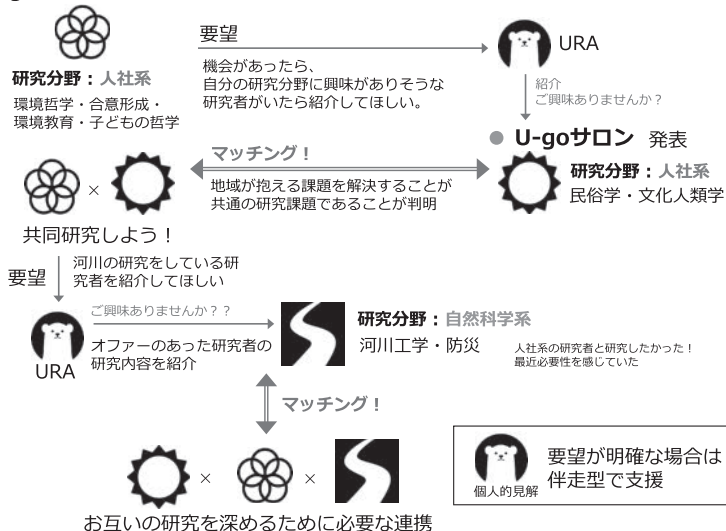 要望
URA
研究分野：人社系
環境哲学・合意形成・
環境教育・子どもの哲学
機会があったら、
自分の研究分野に興味がありそうな
研究者がいたら紹介してほしい。
紹介
ご興味ありませんか？
● U-goサロン 発表
マッチング！
地域が抱える課題を解決することが
共通の研究課題であることが判明
研究分野：人社系
民俗学・文化人類学
×
共同研究しよう！
要望
河川の研究をしている研
究者を紹介してほしい
ご興味ありませんか？？
URA
オファーのあった研究者の
研究内容を紹介
研究分野：自然科学系
河川工学・防災
人社系の研究者と研究したかった！
最近必要性を感じていた
マッチング！
× ×
お互いの研究を深めるために必要な連携
個人的見解
要望が明確な場合は
伴走型で支援